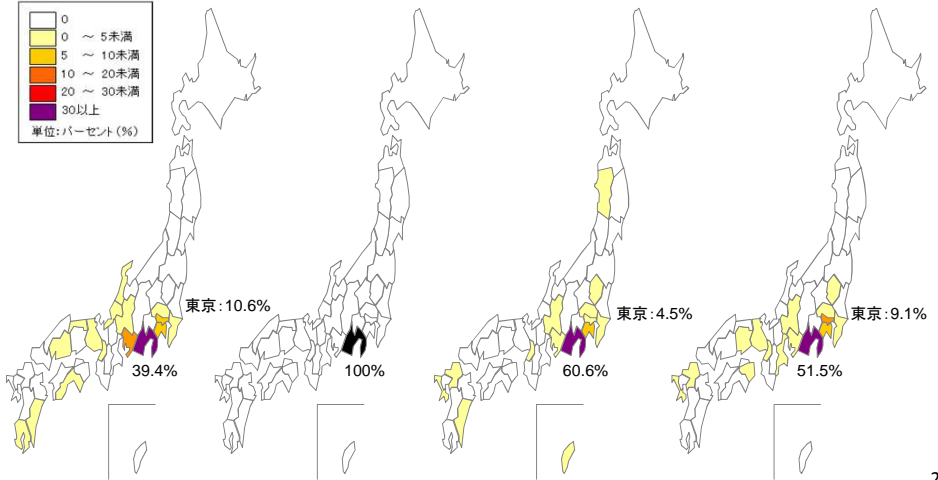 0
0 ～ 5未満
5 ～ 10未満
10 ～ 20未満
20 ～ 30未満
30以上
単位：パーセント（%）
東京：10.6%
39.4%
100%
東京：4.5%
60.6%
東京：9.1%
51.5%
2